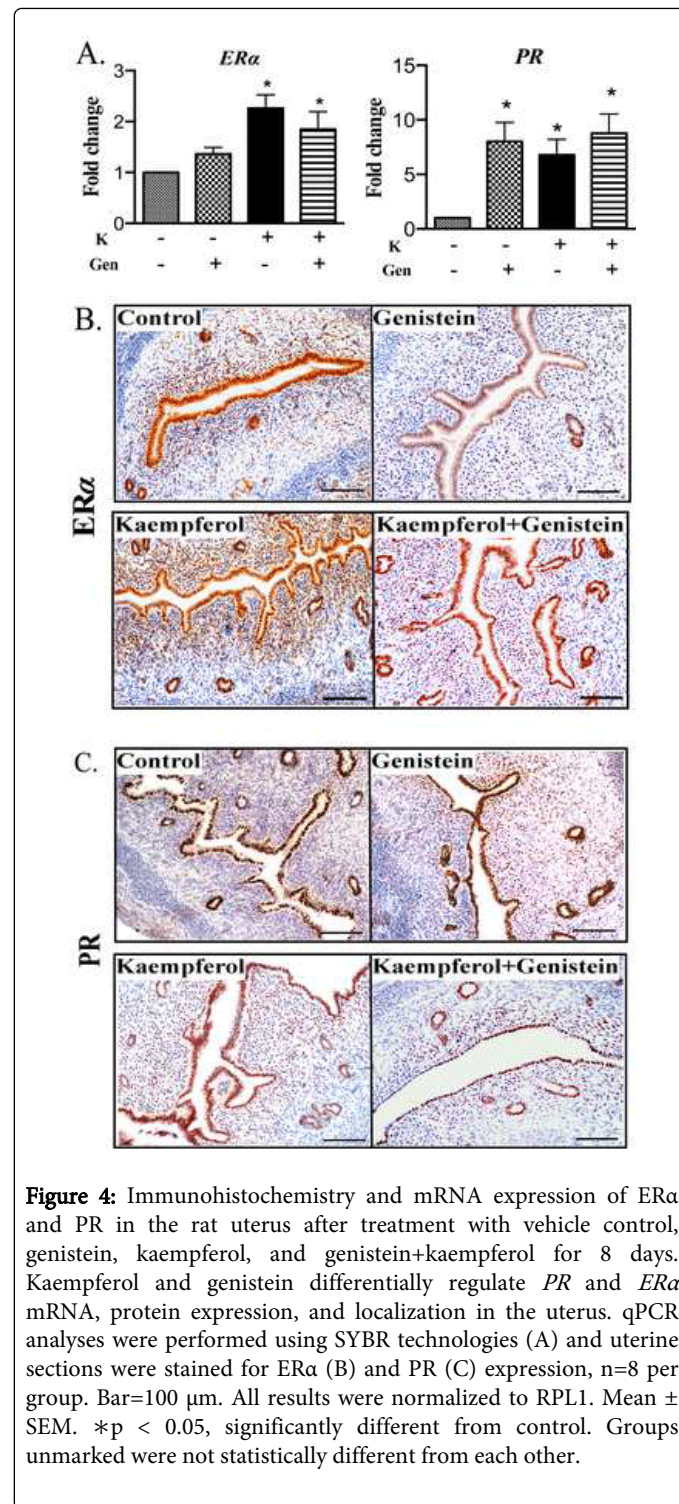 A.
ERα
PR
3
2
1
0
Fold change
*
*
K - - + +
Gen - + - +
15
10
5
0
Fold change
*
*
*
K - - + +
Gen - + - +
B.
ERα
Control
Genistein
Kaempferol
Kaempferol+Genistein
C.
PR
Control
Genistein
Kaempferol
Kaempferol+Genistein
Figure 4: Immunohistochemistry and mRNA expression of ERα
and PR in the rat uterus after treatment with vehicle control,
genistein, kaempferol, and genistein+kaempferol for 8 days.
Kaempferol and genistein differentially regulate PR and ERα
mRNA, protein expression, and localization in the uterus. qPCR
analyses were performed using SYBR technologies (A) and uterine
sections were stained for ERα (B) and PR (C) expression, n=8 per
group. Bar=100 μm. All results were normalized to RPL1. Mean ±
SEM. ∗p < 0.05, significantly different from control. Groups
unmarked were not statistically different from each other.